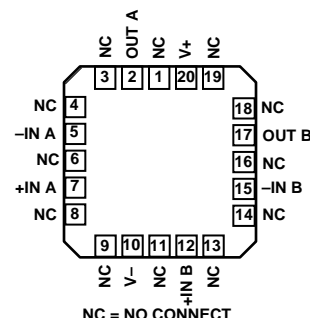 NC OUT A NC V+ NC
3 2 1 20 19
NC 4 18 NC
–IN A 5 17 OUT B
NC 6 16 NC
+IN A 7 15 –IN B
NC 8 14 NC
9 10 11 12 13
NC V– NC +IN B NC
NC = NO CONNECT